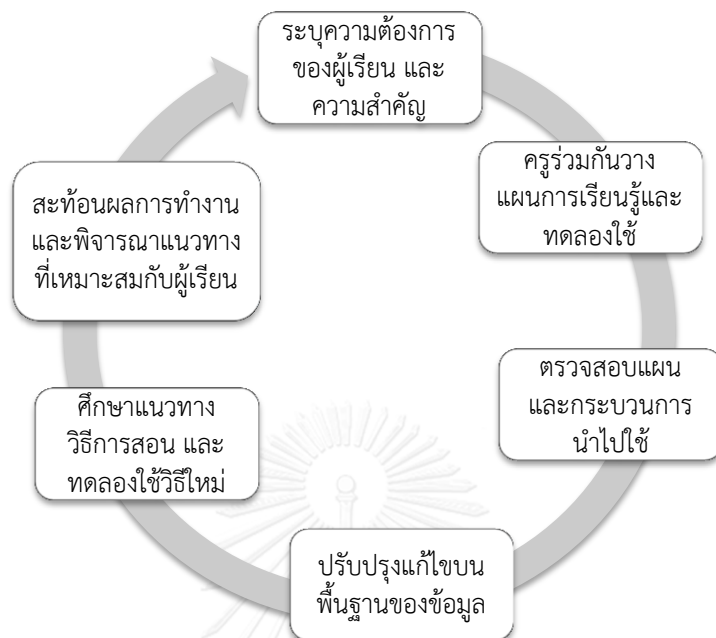 ระบุความต้องการ
ของผู้เรียน และ
ความสำคัญ
ครูร่วมกันวาง
แผนการเรียนรู้และ
ทดลองใช้
ตรวจสอบแผน
และกระบวนการ
นำไปใช้
ปรับปรุงแก้ไขบน
พื้นฐานของข้อมูล
ศึกษาแนวทาง
วิธีการสอน และ
ทดลองใช้วิธีใหม่
สะท้อนผลการทำงาน
และพิจารณาแนวทาง
ที่เหมาะสมกับผู้เรียน